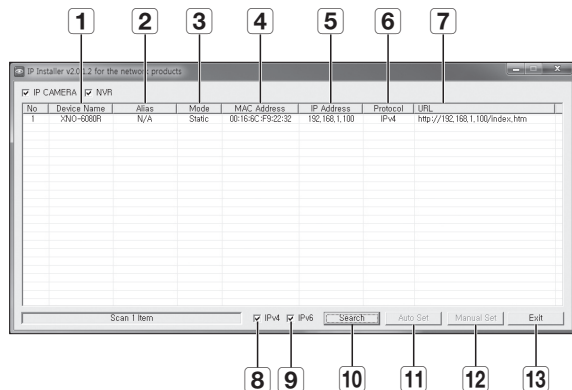 1 2 3 4 5 6 7
IP Installer v2.0.1.2 for the network products
IP CAMERA NVR
No Device Name Alias Mode MAC Address IP Address Protocol URL
1 XNO-6080R N/A Static 00:16:6C:F9:22:32 192,168,1,100 IPv4 http://192,168,1,100/index,htm
Scan 1 Item IPv4 IPv6 Search Auto Set Manual Set Exit
8 9 10 11 12 13